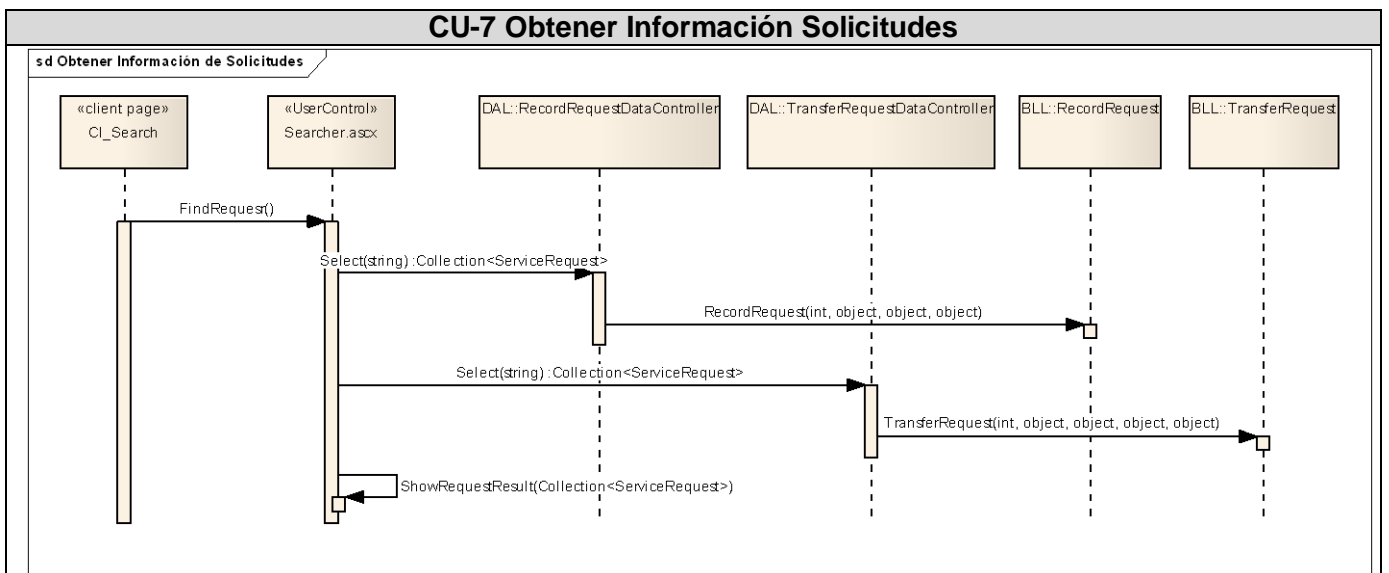 CU-7 Obtener Información Solicitudes
sd Obtener Información de Solicitudes
«client page»
CI_Search
«UserControl»
Searcher.ascx
DAL::RecordRequestDataController
DAL::TransferRequestDataController
BLL::RecordRequest
BLL::TransferRequest
FindRequesr()
Select(string) :Collection<ServiceRequest>
RecordRequest(int, object, object, object)
Select(string) :Collection<ServiceRequest>
TransferRequest(int, object, object, object, object)
ShowRequestResult(Collection<ServiceRequest>)